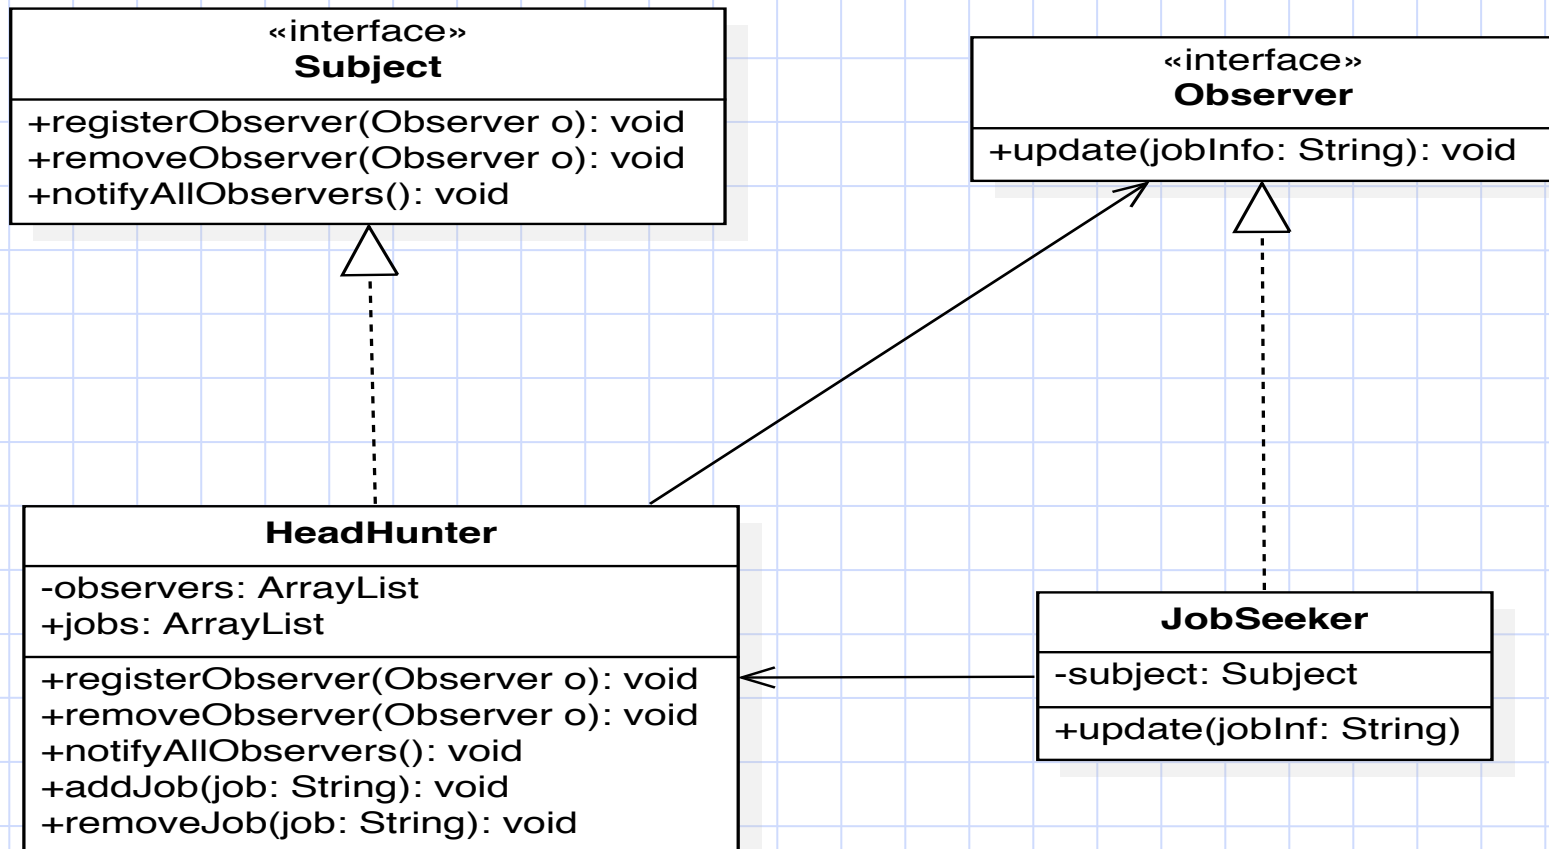 «interface»
Subject
+registerObserver(Observer o): void
+removeObserver(Observer o): void
+notifyAllObservers(): void
«interface»
Observer
+update(jobInfo: String): void
HeadHunter
-observers: ArrayList
+jobs: ArrayList
+registerObserver(Observer o): void
+removeObserver(Observer o): void
+notifyAllObservers(): void
+addJob(job: String): void
+removeJob(job: String): void
JobSeeker
-subject: Subject
+update(jobInf: String)